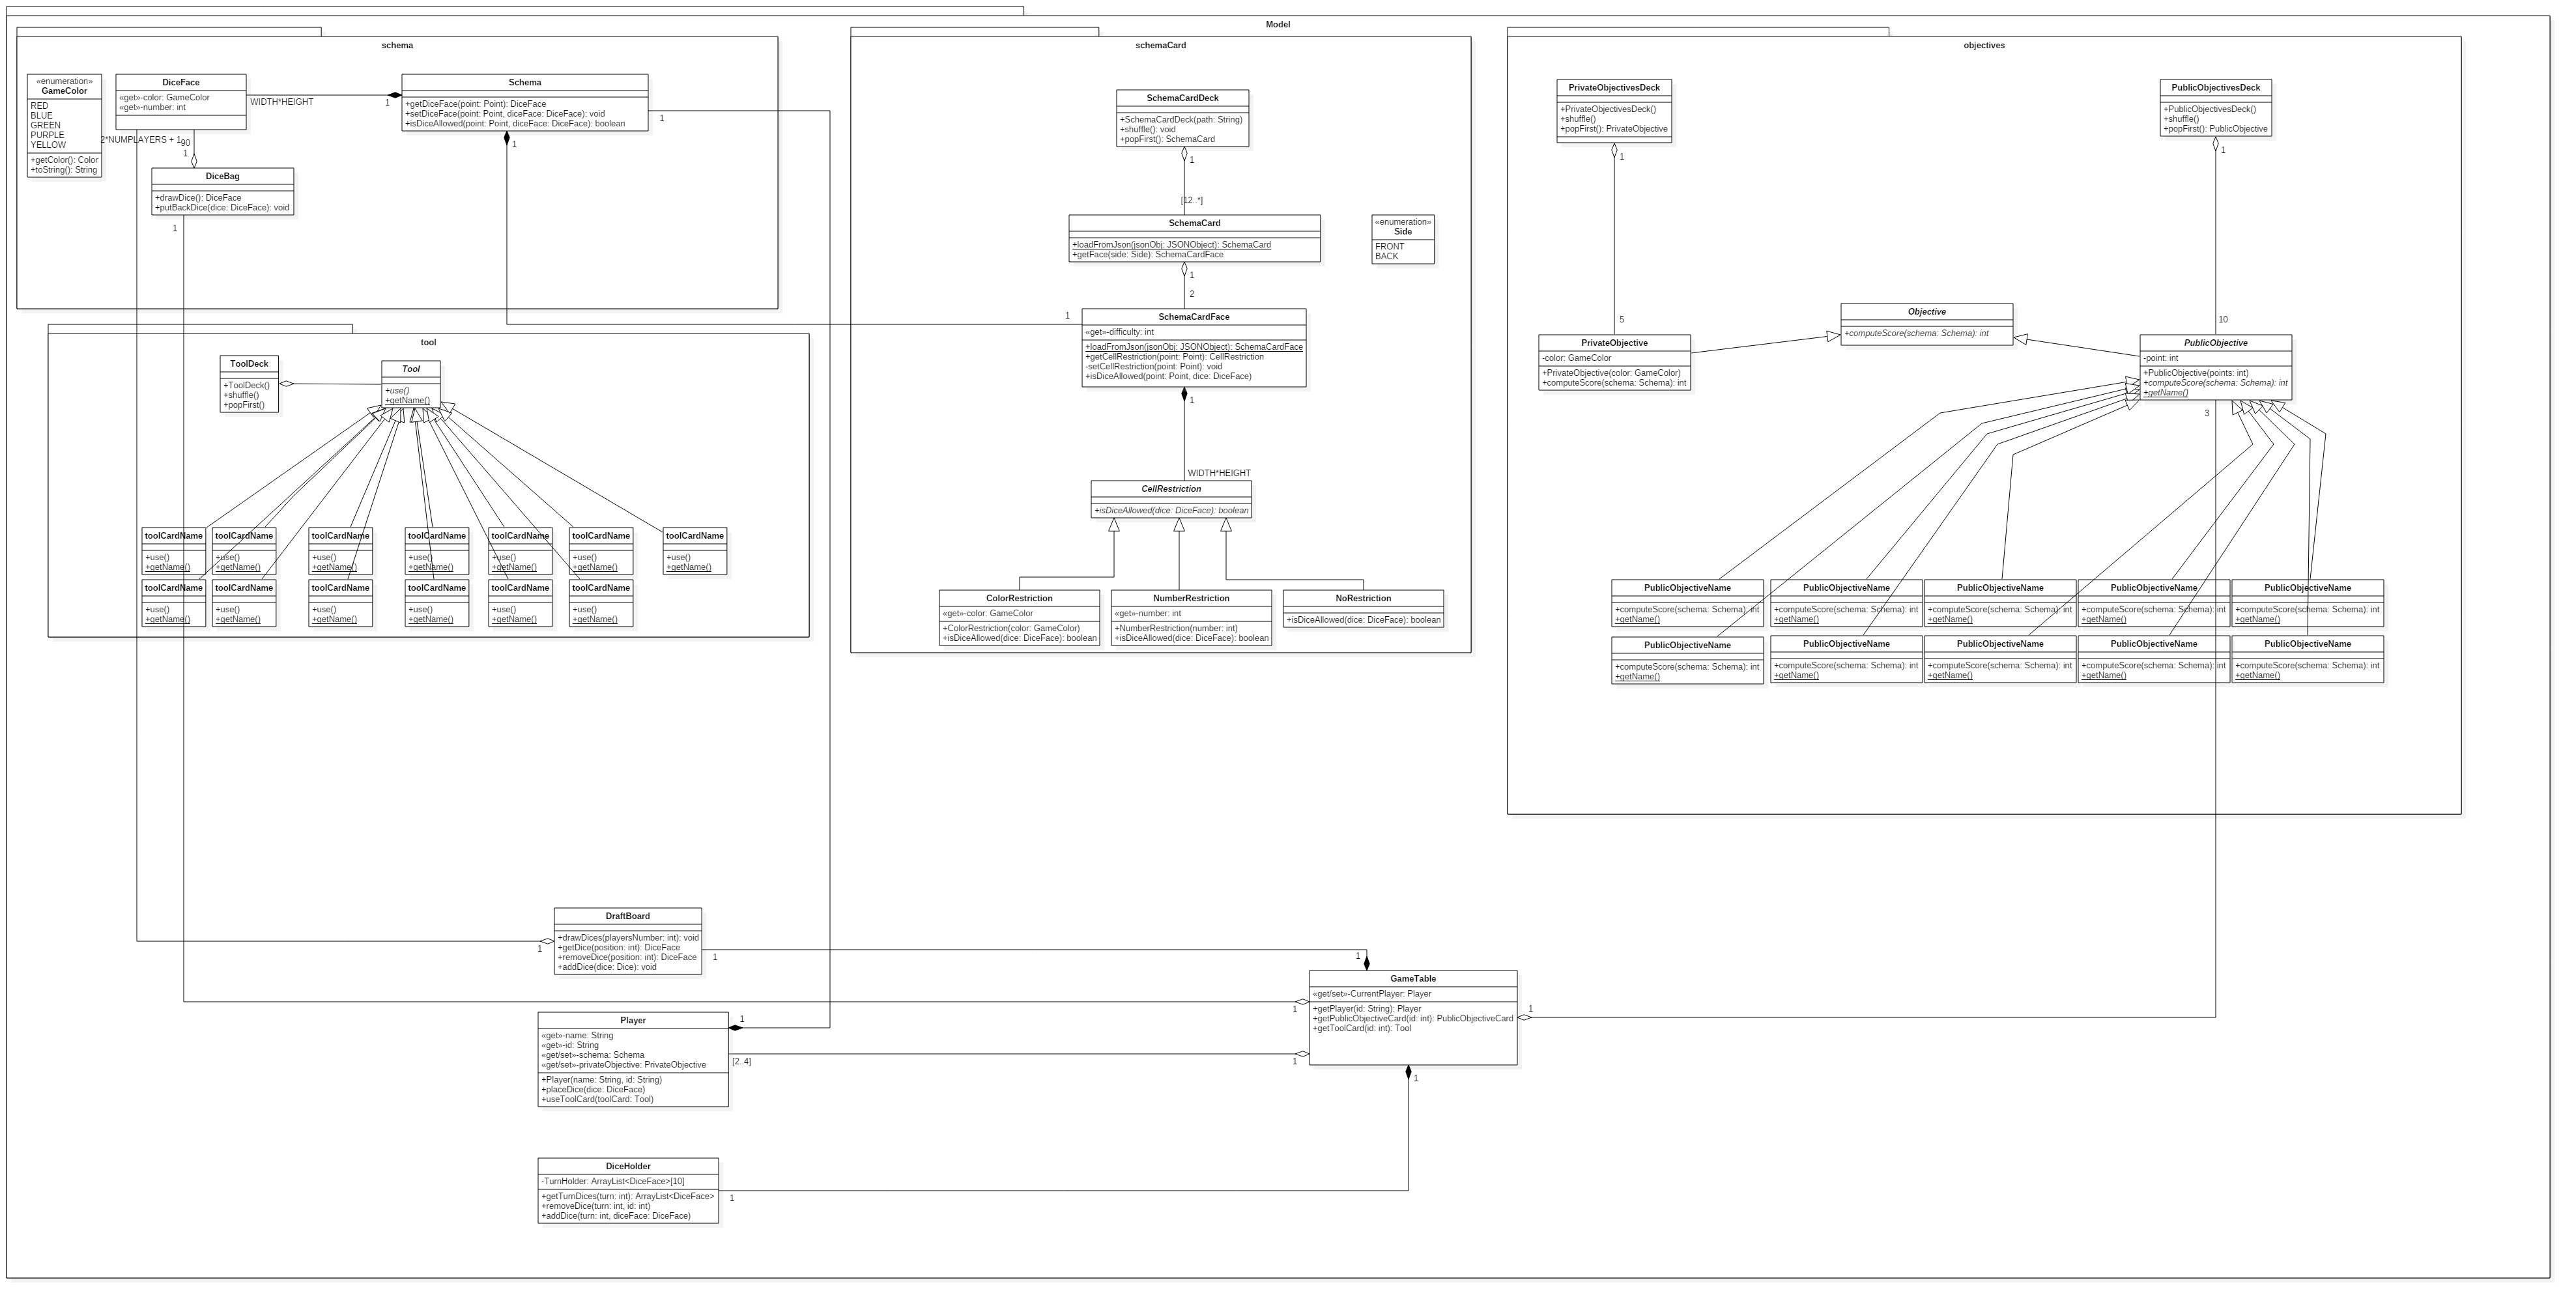 Model
schema
«enumeration»
GameColor
RED
BLUE
GREEN
PURPLE
YELLOW
+getColor(): Color
+toString(): String
DiceFace
«get»-color: GameColor
«get»-number: int
WIDTH*HEIGHT
1
Schema
+getDiceFace(point: Point): DiceFace
+setDiceFace(point: Point, diceFace: DiceFace): void
+isDiceAllowed(point: Point, diceFace: DiceFace): boolean
1
1
2*NUMPLAYERS + 1
90
1
DiceBag
+drawDice(): DiceFace
+putBackDice(dice: DiceFace): void
1
tool
ToolDeck
+ToolDeck()
+shuffle()
+popFirst()
Tool
+use()
+getName()
toolCardName
+use()
+getName()
toolCardName
+use()
+getName()
toolCardName
+use()
+getName()
toolCardName
+use()
+getName()
toolCardName
+use()
+getName()
toolCardName
+use()
+getName()
toolCardName
+use()
+getName()
toolCardName
+use()
+getName()
toolCardName
+use()
+getName()
toolCardName
+use()
+getName()
toolCardName
+use()
+getName()
toolCardName
+use()
+getName()
toolCardName
+use()
+getName()
schemaCard
SchemaCardDeck
+SchemaCardDeck(path: String)
+shuffle(): void
+popFirst(): SchemaCard
1
[12..*]
SchemaCard
+loadFromJson(jsonObj: JSONObject): SchemaCard
+getFace(side: Side): SchemaCardFace
«enumeration»
Side
FRONT
BACK
1
2
1
SchemaCardFace
«get»-difficulty: int
+loadFromJson(jsonObj: JSONObject): SchemaCardFace
+getCellRestriction(point: Point): CellRestriction
-setCellRestriction(point: Point): void
+isDiceAllowed(point: Point, dice: DiceFace)
1
WIDTH*HEIGHT
CellRestriction
+isDiceAllowed(dice: DiceFace): boolean
ColorRestriction
«get»-color: GameColor
+ColorRestriction(color: GameColor)
+isDiceAllowed(dice: DiceFace): boolean
NumberRestriction
«get»-number: int
+NumberRestriction(number: int)
+isDiceAllowed(dice: DiceFace): boolean
NoRestriction
+isDiceAllowed(dice: DiceFace): boolean
objectives
PrivateObjectivesDeck
+PrivateObjectivesDeck()
+shuffle()
+popFirst(): PrivateObjective
1
5
PublicObjectivesDeck
+PublicObjectivesDeck()
+shuffle()
+popFirst(): PublicObjective
1
10
Objective
+computeScore(schema: Schema): int
PrivateObjective
-color: GameColor
+PrivateObjective(color: GameColor)
+computeScore(schema: Schema): int
PublicObjective
-point: int
+PublicObjective(points: int)
+computeScore(schema: Schema): int
+getName()
3
PublicObjectiveName
+computeScore(schema: Schema): int
+getName()
PublicObjectiveName
+computeScore(schema: Schema): int
+getName()
PublicObjectiveName
+computeScore(schema: Schema): int
+getName()
PublicObjectiveName
+computeScore(schema: Schema): int
+getName()
PublicObjectiveName
+computeScore(schema: Schema): int
+getName()
PublicObjectiveName
+computeScore(schema: Schema): int
+getName()
PublicObjectiveName
+computeScore(schema: Schema): int
+getName()
PublicObjectiveName
+computeScore(schema: Schema): int
+getName()
PublicObjectiveName
+computeScore(schema: Schema): int
+getName()
PublicObjectiveName
+computeScore(schema: Schema): int
+getName()
DraftBoard
+drawDices(playersNumber: int): void
+getDice(position: int): DiceFace
+removeDice(position: int): DiceFace
+addDice(dice: Dice): void
1
1
1
GameTable
«get/set»-CurrentPlayer: Player
+getPlayer(id: String): Player
+getPublicObjectiveCard(id: int): PublicObjectiveCard
+getToolCard(id: int): Tool
1
1
1
1
Player
«get»-name: String
«get»-id: String
«get/set»-schema: Schema
«get/set»-privateObjective: PrivateObjective
+Player(name: String, id: String)
+placeDice(dice: DiceFace)
+useToolCard(toolCard: Tool)
1
[2..4]
DiceHolder
-TurnHolder: ArrayList<DiceFace>[10]
+getTurnDices(turn: int): ArrayList<DiceFace>
+removeDice(turn: int, id: int)
+addDice(turn: int, diceFace: DiceFace)
1